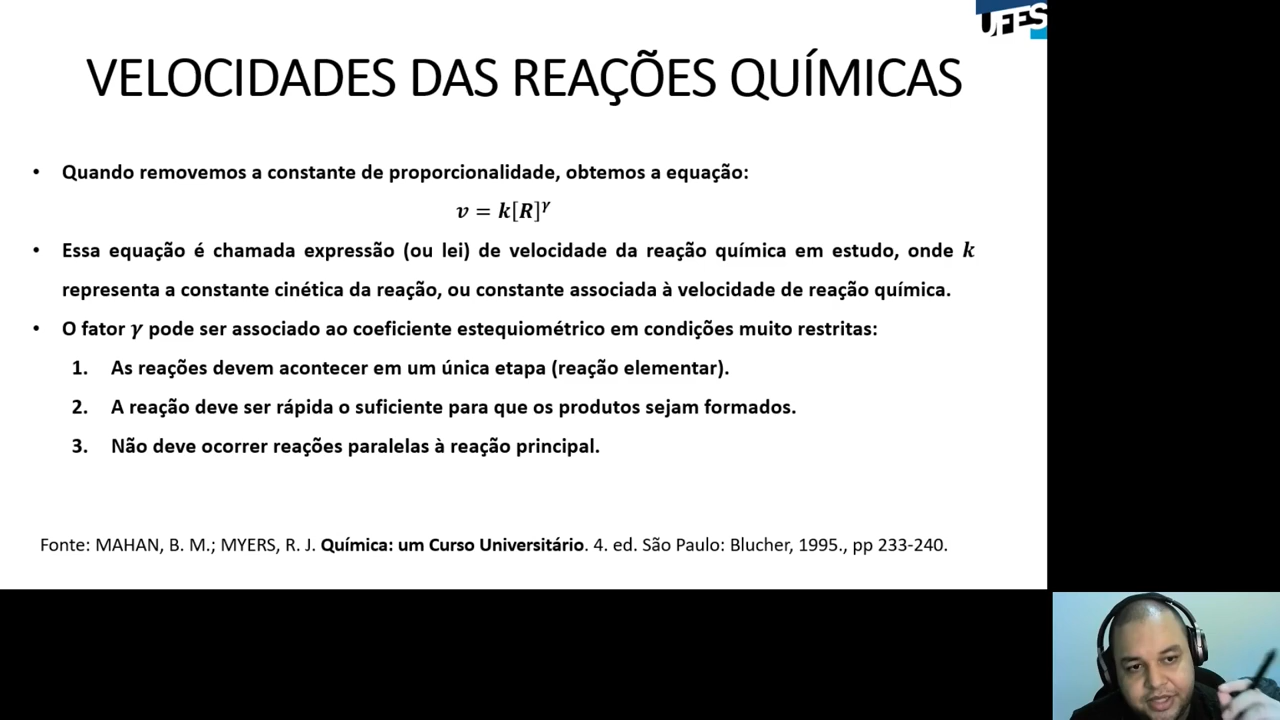 UFES
VELOCIDADES DAS REAÇÕES QUÍMICAS
• Quando removemos a constante de proporcionalidade, obtemos a equação:
v = k[R]^γ
• Essa equação é chamada expressão (ou lei) de velocidade da reação química em estudo, onde k
representa a constante cinética da reação, ou constante associada à velocidade de reação química.
• O fator γ pode ser associado ao coeficiente estequiométrico em condições muito restritas:
1. As reações devem acontecer em um única etapa (reação elementar).
2. A reação deve ser rápida o suficiente para que os produtos sejam formados.
3. Não deve ocorrer reações paralelas à reação principal.
Fonte: MAHAN, B. M.; MYERS, R. J. Química: um Curso Universitário. 4. ed. São Paulo: Blucher, 1995., pp 233-240.